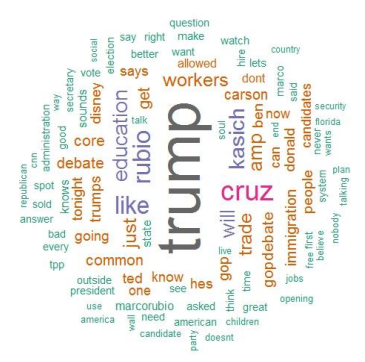 question
social
say right make
election
better want watch
country
way
secretary
vote says allowed hire lets
marco
said
sounds disney get workers dont
administration
talk carson
security
good core education rubio trump soul kasich amp ben can now end donald candidates never florida wants
cnn
republican
debate
spot knows tonight trumps like just cruz will trade gopdebate immigration people system plan talking
sold
answer
going state
bad
every
tpp common
gop live
free first believe nobody
outside ted know hes see
president one
jobs
think time
use marcorubio asked great opening
america wall need american children
candidate party doesnt